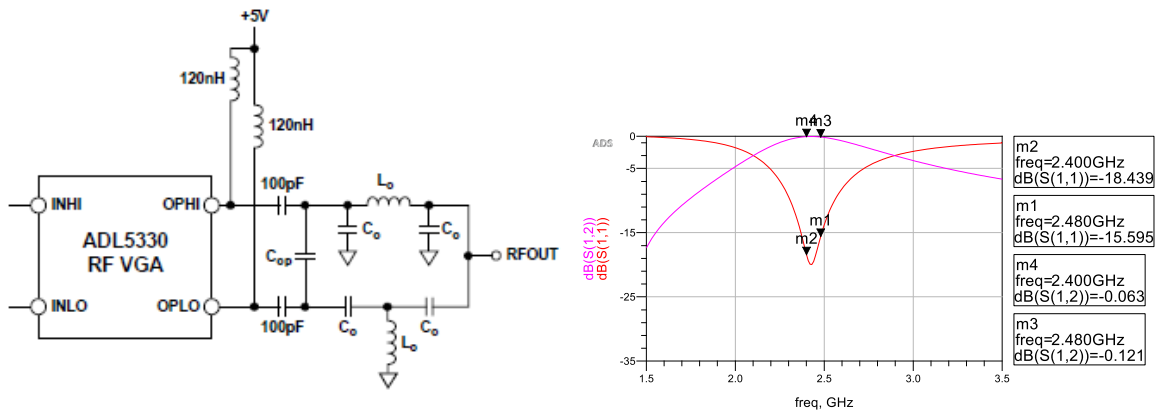 +5V
120nH
120nH
100pF
Lo
INHI
OPHI
Co
Co
ADL5330
RF VGA
Cop
RFOUT
INLO
OPLO
100pF
Co
Co
Lo
ADS
dB(S(1,2))
dB(S(1,1))
0
-5
-15
-25
-35
m4
m3
m2
m1
1.5
2.0
2.5
3.0
3.5
freq, GHz
m2
freq=2.400GHz
dB(S(1,1))=-18.439
m1
freq=2.480GHz
dB(S(1,1))=-15.595
m4
freq=2.400GHz
dB(S(1,2))=-0.063
m3
freq=2.480GHz
dB(S(1,2))=-0.121